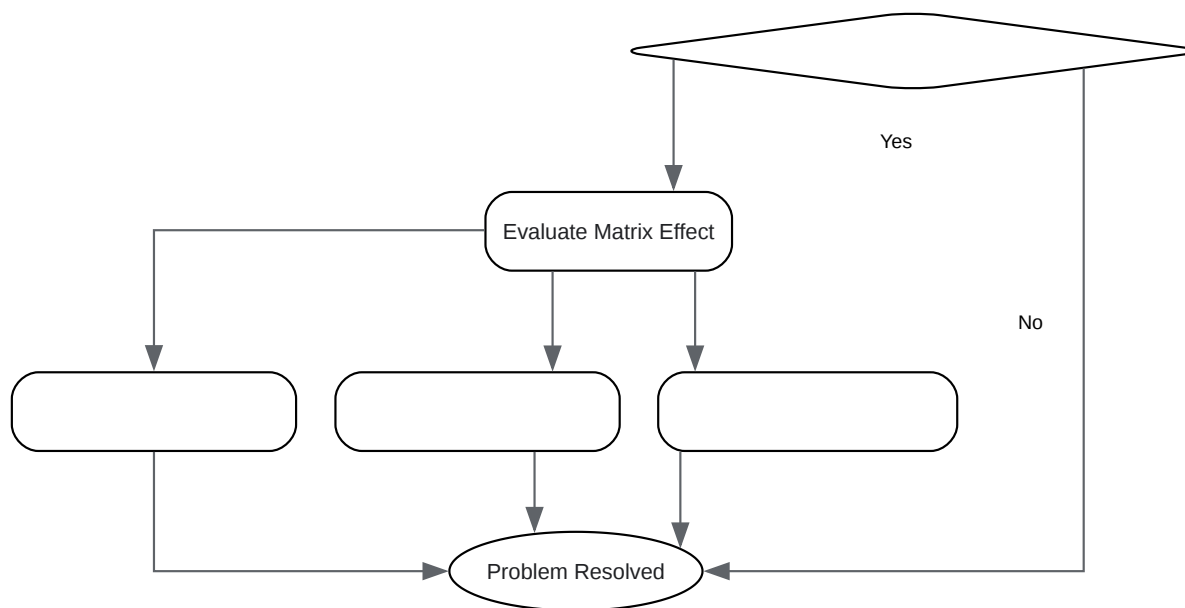 Yes
Evaluate Matrix Effect
No
Problem Resolved